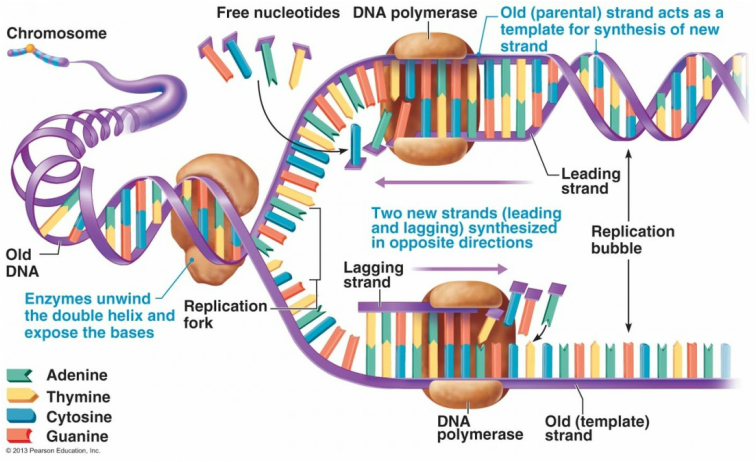 Free nucleotides
DNA polymerase
Old (parental) strand acts as a
template for synthesis of new
strand
Chromosome
Leading
strand
Two new strands (leading
and lagging) synthesized
in opposite directions
Replication
bubble
Old
DNA
Enzymes unwind
the double helix and
expose the bases
Replication
fork
Lagging
strand
Adenine
Thymine
Cytosine
Guanine
DNA
polymerase
Old (template)
strand
© 2013 Pearson Education, Inc.